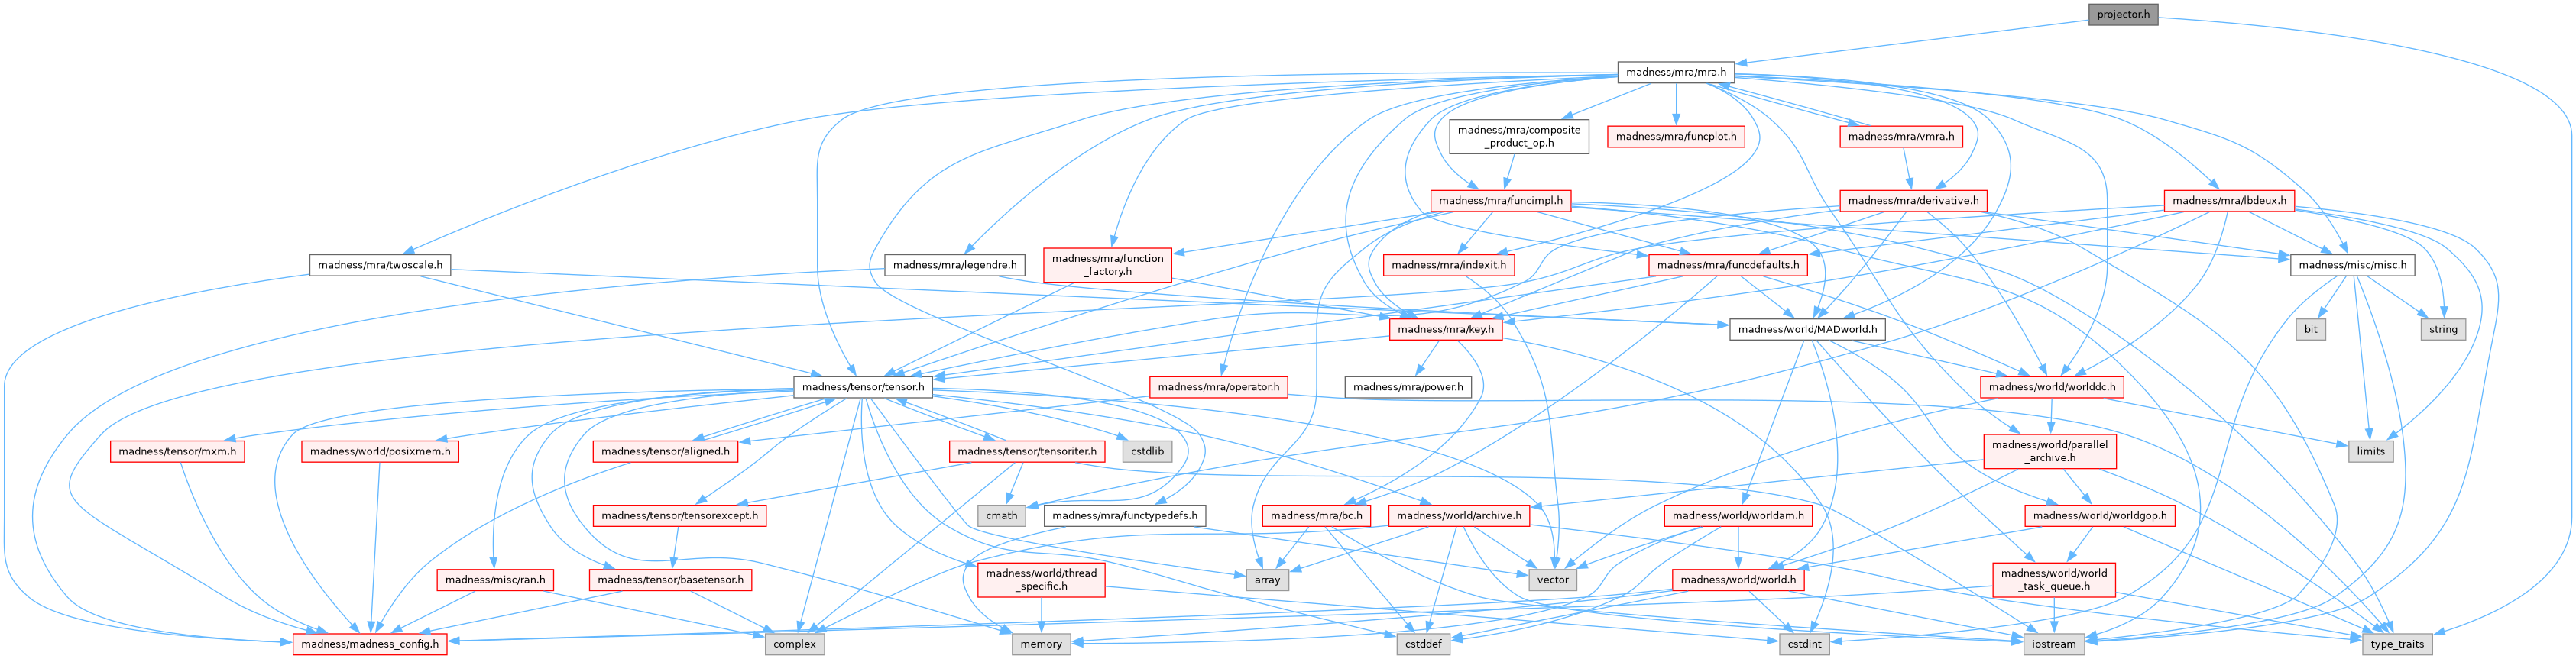 projector.h
madness/mra/mra.h
madness/mra/composite
_product_op.h
madness/mra/funcplot.h
madness/mra/vmra.h
madness/mra/funcimpl.h
madness/mra/derivative.h
madness/mra/lbdeux.h
madness/mra/twoscale.h
madness/mra/legendre.h
madness/mra/function
_factory.h
madness/mra/indexit.h
madness/mra/funcdefaults.h
madness/misc/misc.h
madness/mra/key.h
madness/world/MADworld.h
bit
string
madness/tensor/tensor.h
madness/mra/operator.h
madness/mra/power.h
madness/world/worlddc.h
madness/tensor/mxm.h
madness/world/posixmem.h
madness/tensor/aligned.h
cstdlib
madness/tensor/tensoriter.h
madness/world/parallel
_archive.h
limits
madness/tensor/tensorexcept.h
cmath
madness/mra/functypedefs.h
madness/mra/bc.h
madness/world/archive.h
madness/world/worldam.h
madness/world/worldgop.h
madness/misc/ran.h
madness/tensor/basetensor.h
madness/world/thread
_specific.h
array
vector
madness/world/world.h
madness/world/world
_task_queue.h
madness/madness_config.h
complex
memory
cstddef
cstdint
iostream
type_traits